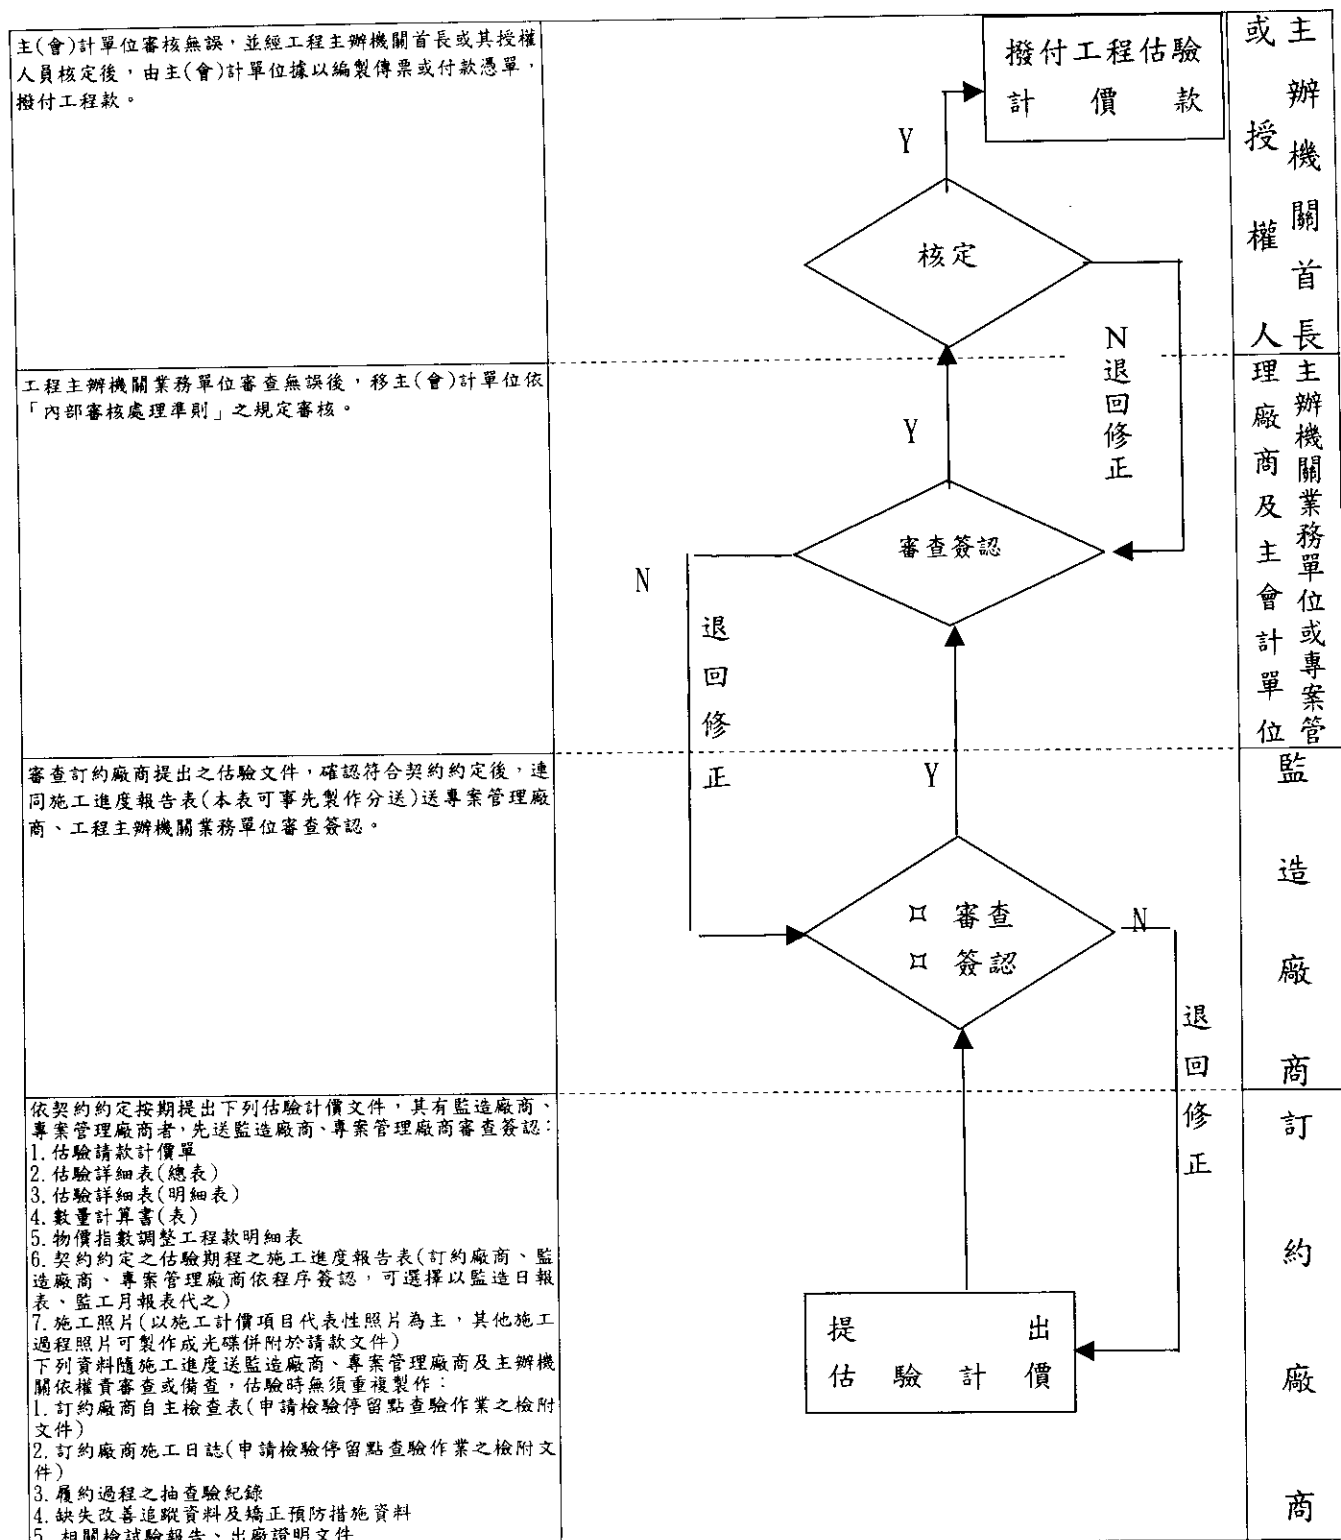 主(會)計單位審核無誤，並經工程主辦機關首長或其授權
人員核定後，由主(會)計單位據以編製傳票或付款憑單，
撥付工程款。
撥付工程估驗
計價款
Y
核定
N
退回修正
主辦機關首長
或授權人
工程主辦機關業務單位審查無誤後，移主(會)計單位依
「內部審核處理準則」之規定審核。
Y
審查簽認
N
退回修正
主辦機關業務單位或專案管
理廠商及主會計單位
審查訂約廠商提出之估驗文件，確認符合契約約定後，連
同施工進度報告表(本表可事先製作分送)送專案管理廠
商、工程主辦機關業務單位審查簽認。
Y
審查
簽認
N
退回修正
監造廠商
依契約約定按期提出下列估驗計價文件，其有監造廠商、
專案管理廠商者，先送監造廠商、專案管理廠商審查簽認：
1.估驗請款計價單
2.估驗詳細表(總表)
3.估驗詳細表(明細表)
4.數量計算書(表)
5.物價指數調整工程款明細表
6.契約約定之估驗期程之施工進度報告表(訂約廠商、監
造廠商、專案管理廠商依程序簽認，可選擇以監造日報
表、監工月報表代之)
7.施工照片(以施工計價項目代表性照片為主，其他施工
過程照片可製作成光碟併附於請款文件)
下列資料隨施工進度送監造廠商、專案管理廠商及主辦機
關依權責審查或備查，估驗時無須重複製作：
1.訂約廠商自主檢查表(申請檢驗停留點查驗作業之檢附
文件)
2.訂約廠商施工日誌(申請檢驗停留點查驗作業之檢附文
件)
3.履約過程之抽查驗紀錄
4.缺失改善追蹤資料及矯正預防措施資料
5.相關檢試驗報告、出廠證明文件
提出
估驗計價
訂約廠商